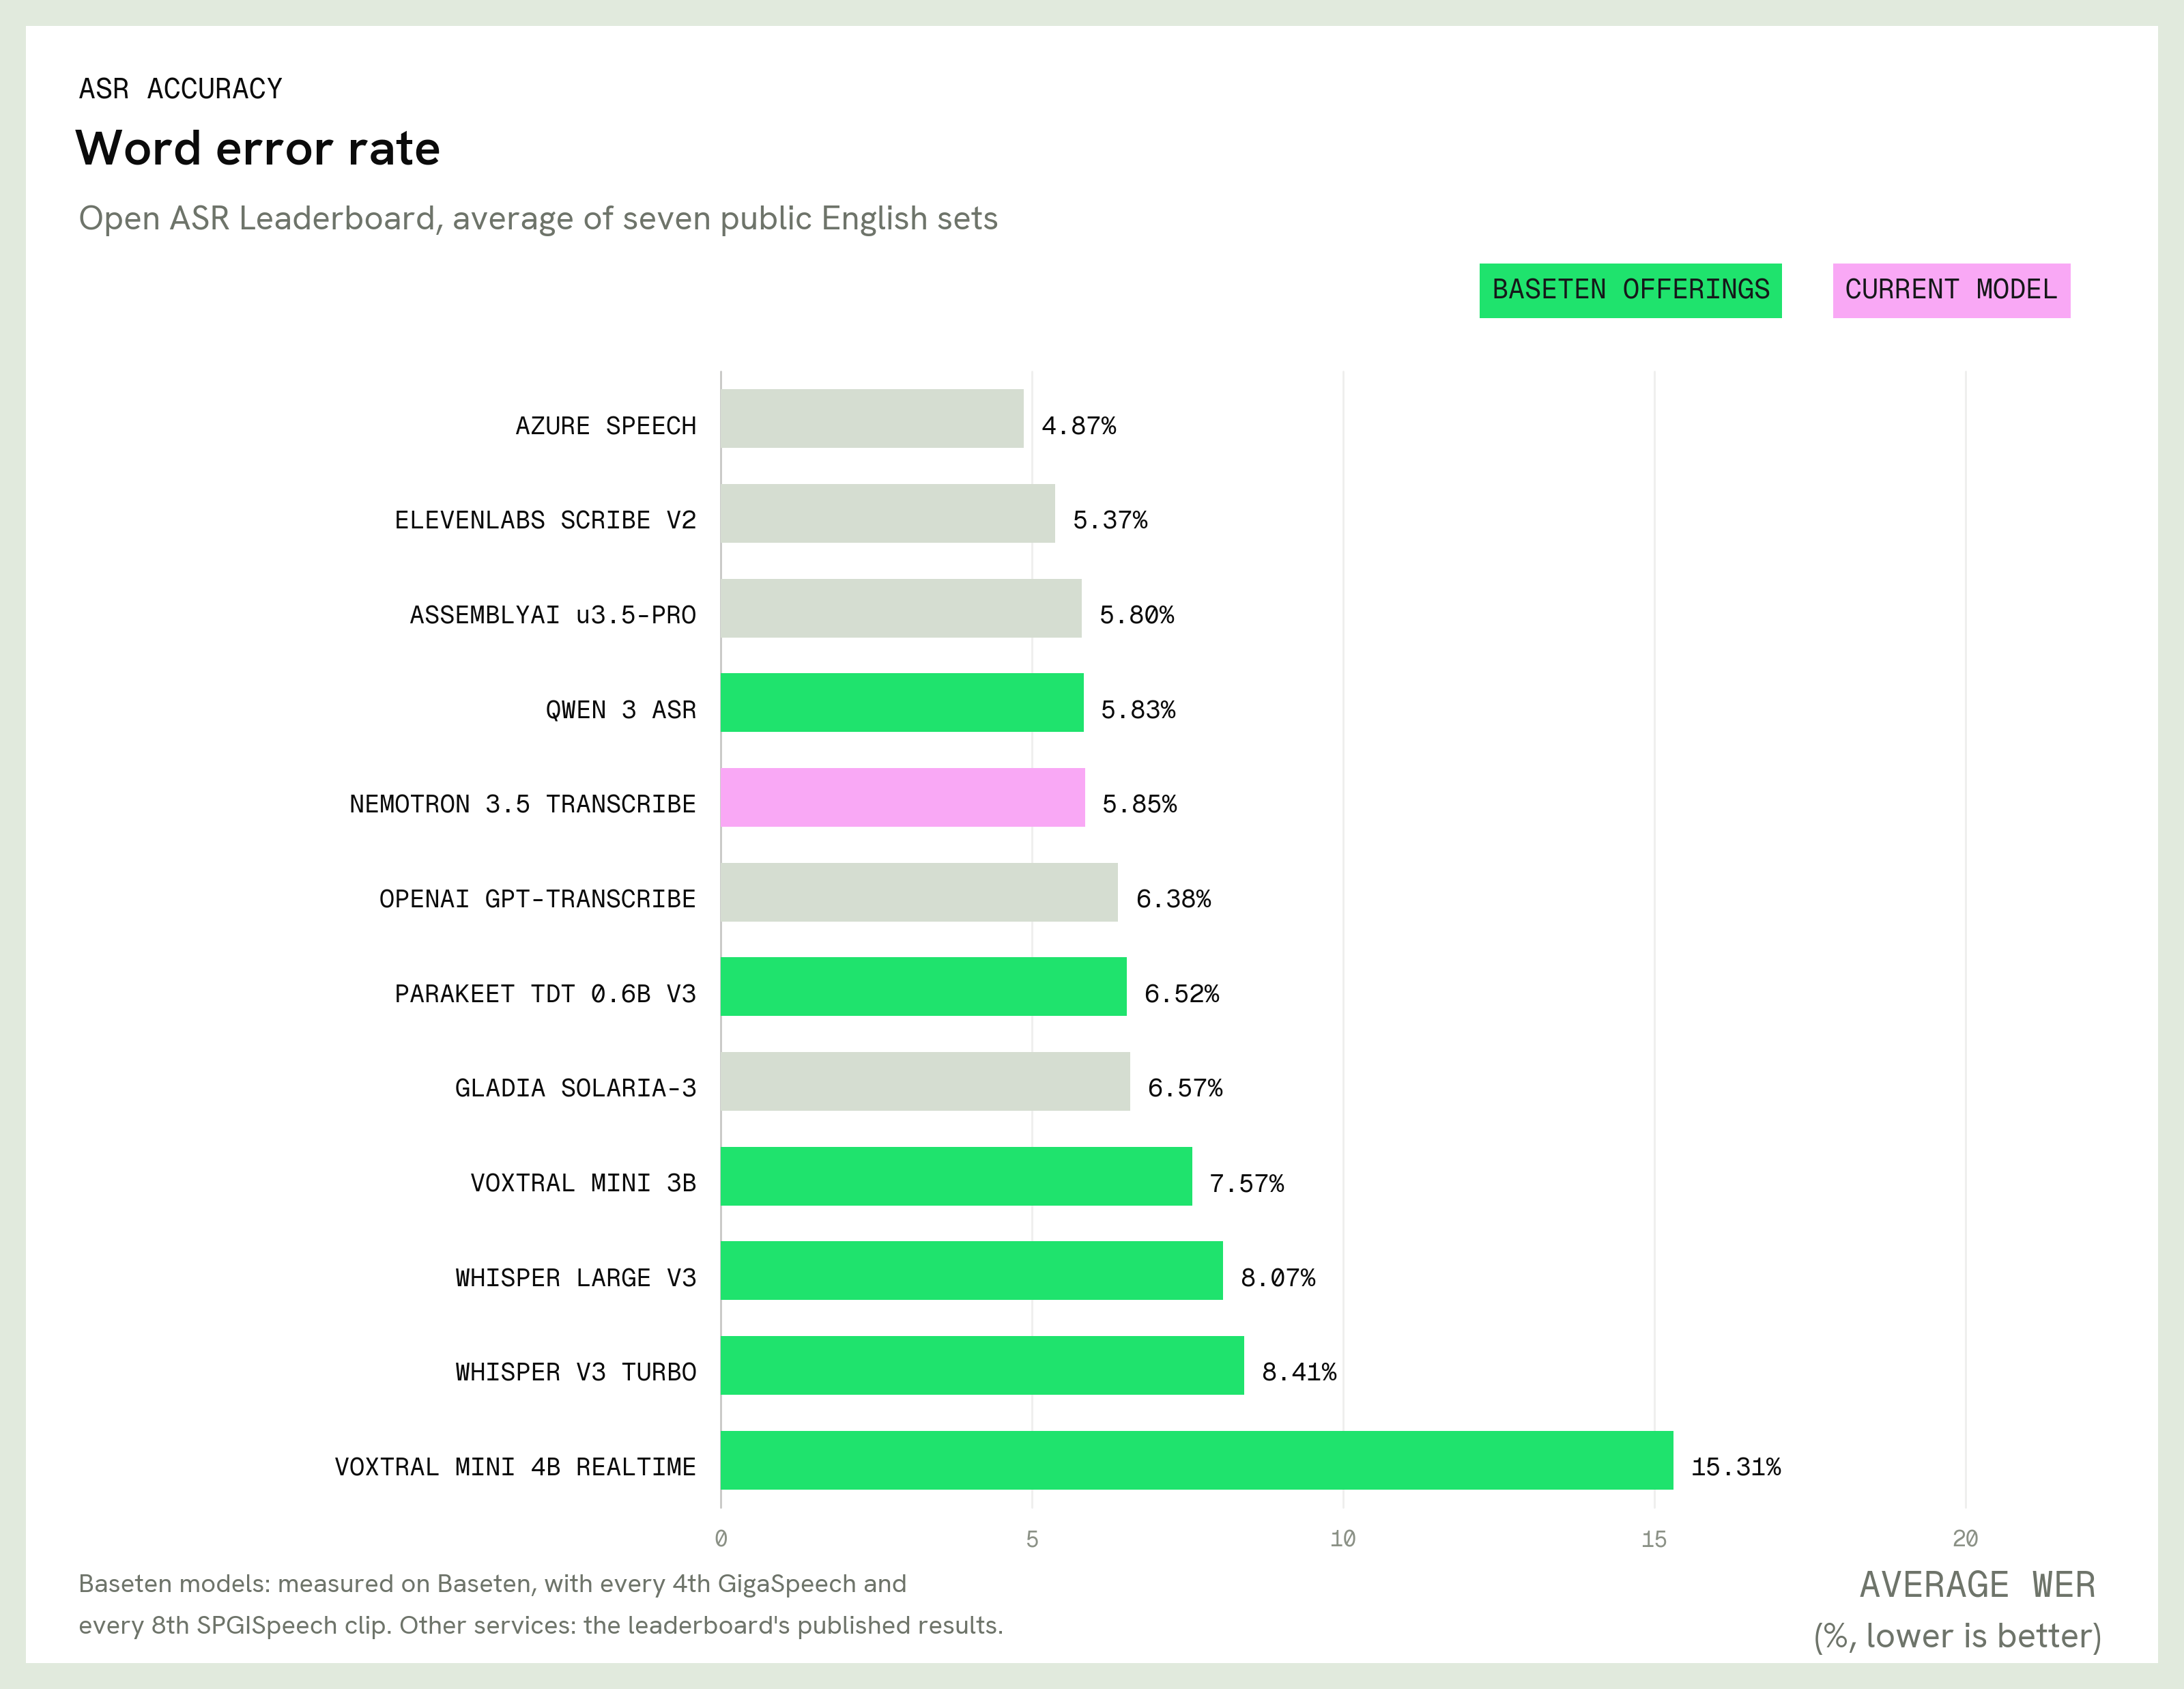 ASR ACCURACY
Word error rate
Open ASR Leaderboard, average of seven public English sets
BASETEN OFFERINGS CURRENT MODEL
AZURE SPEECH 4.87%
ELEVENLABS SCRIBE V2 5.37%
ASSEMBLYAI u3.5-PRO 5.80%
QWEN 3 ASR 5.83%
NEMOTRON 3.5 TRANSCRIBE 5.85%
OPENAI GPT-TRANSCRIBE 6.38%
PARAKEET TDT 0.6B V3 6.52%
GLADIA SOLARIA-3 6.57%
VOXTRAL MINI 3B 7.57%
WHISPER LARGE V3 8.07%
WHISPER V3 TURBO 8.41%
VOXTRAL MINI 4B REALTIME 15.31%
0 5 10 15 20
Baseten models: measured on Baseten, with every 4th GigaSpeech and
every 8th SPGISpeech clip. Other services: the leaderboard's published results.
AVERAGE WER
(%, lower is better)